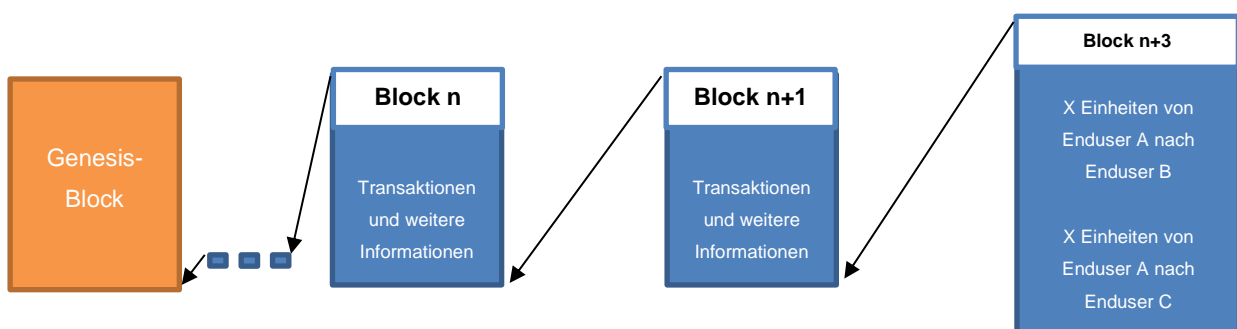 Genesis-
Block
Block n
Transaktionen
und weitere
Informationen
Block n+1
Transaktionen
und weitere
Informationen
Block n+3
X Einheiten von
Enduser A nach
Enduser B
X Einheiten von
Enduser A nach
Enduser C